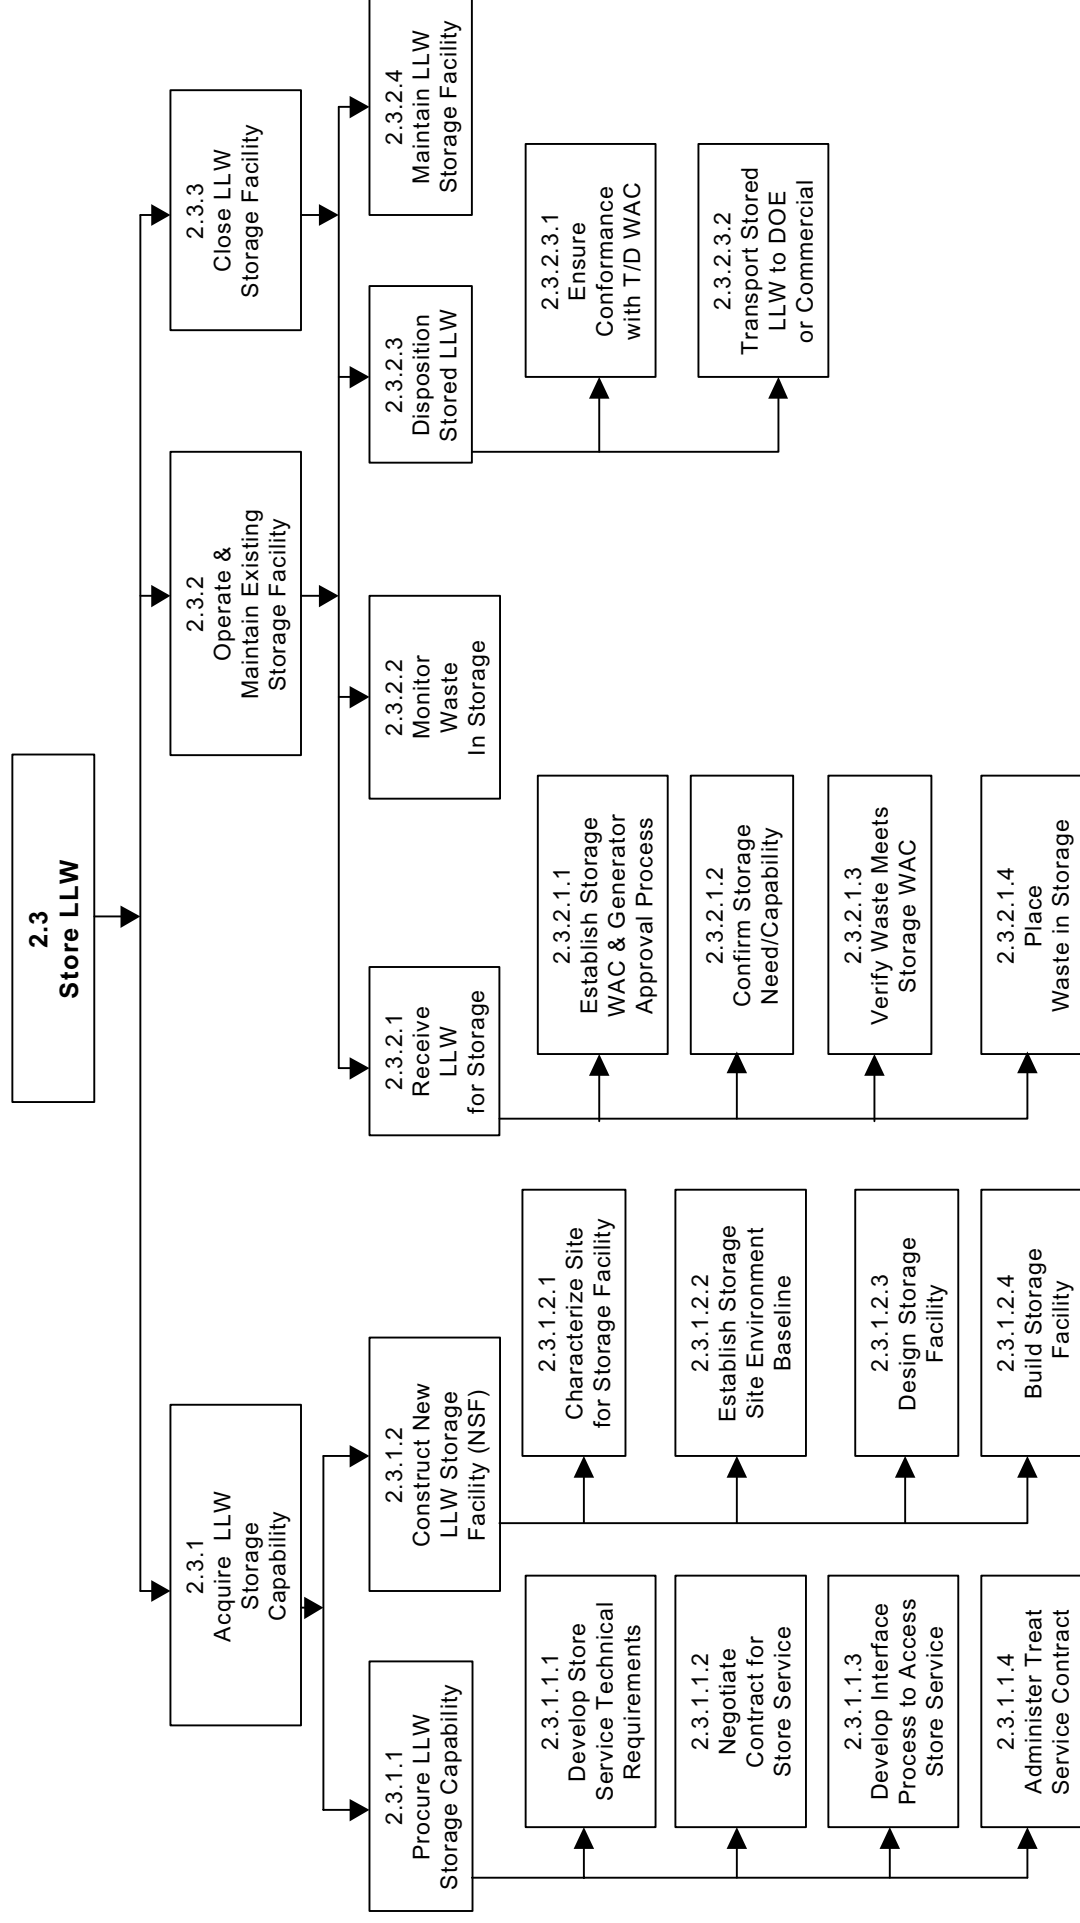 2.3
Store LLW
2.3.1
Acquire LLW
Storage
Capability
2.3.2
Operate &
Maintain Existing
Storage Facility
2.3.3
Close LLW
Storage Facility
2.3.1.1
Procure LLW
Storage Capability
2.3.1.2
Construct New
LLW Storage
Facility (NSF)
2.3.2.1
Receive
LLW
for Storage
2.3.2.2
Monitor
Waste
In Storage
2.3.2.3
Disposition
Stored LLW
2.3.2.4
Maintain LLW
Storage Facility
2.3.1.1.1
Develop Store
Service Technical
Requirements
2.3.1.1.2
Negotiate
Contract for
Store Service
2.3.1.1.3
Develop Interface
Process to Access
Store Service
2.3.1.1.4
Administer Treat
Service Contract
2.3.1.2.1
Characterize Site
for Storage Facility
2.3.1.2.2
Establish Storage
Site Environment
Baseline
2.3.1.2.3
Design Storage
Facility
2.3.1.2.4
Build Storage
Facility
2.3.2.1.1
Establish Storage
WAC & Generator
Approval Process
2.3.2.1.2
Confirm Storage
Need/Capability
2.3.2.1.3
Verify Waste Meets
Storage WAC
2.3.2.1.4
Place
Waste in Storage
2.3.2.3.1
Ensure
Conformance
with T/D WAC
2.3.2.3.2
Transport Stored
LLW to DOE
or Commercial